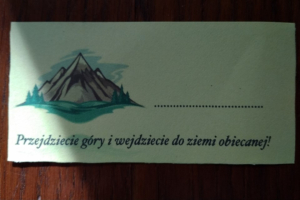 ................................
Przejdziecie góry i wejdziecie do ziemi obiecanej!